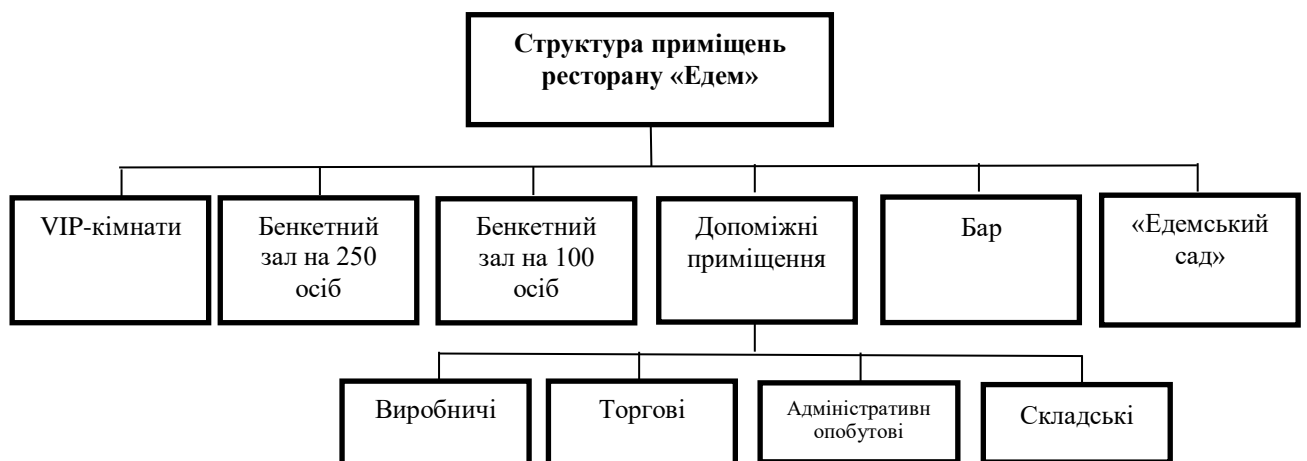 Структура приміщень
ресторану «Едем»
VIP-кімнати
Бенкетний
зал на 250
осіб
Бенкетний
зал на 100
осіб
Допоміжні
приміщення
Бар
«Едемський
сад»
Виробничі
Торгові
Адміністративн
опобутові
Складські